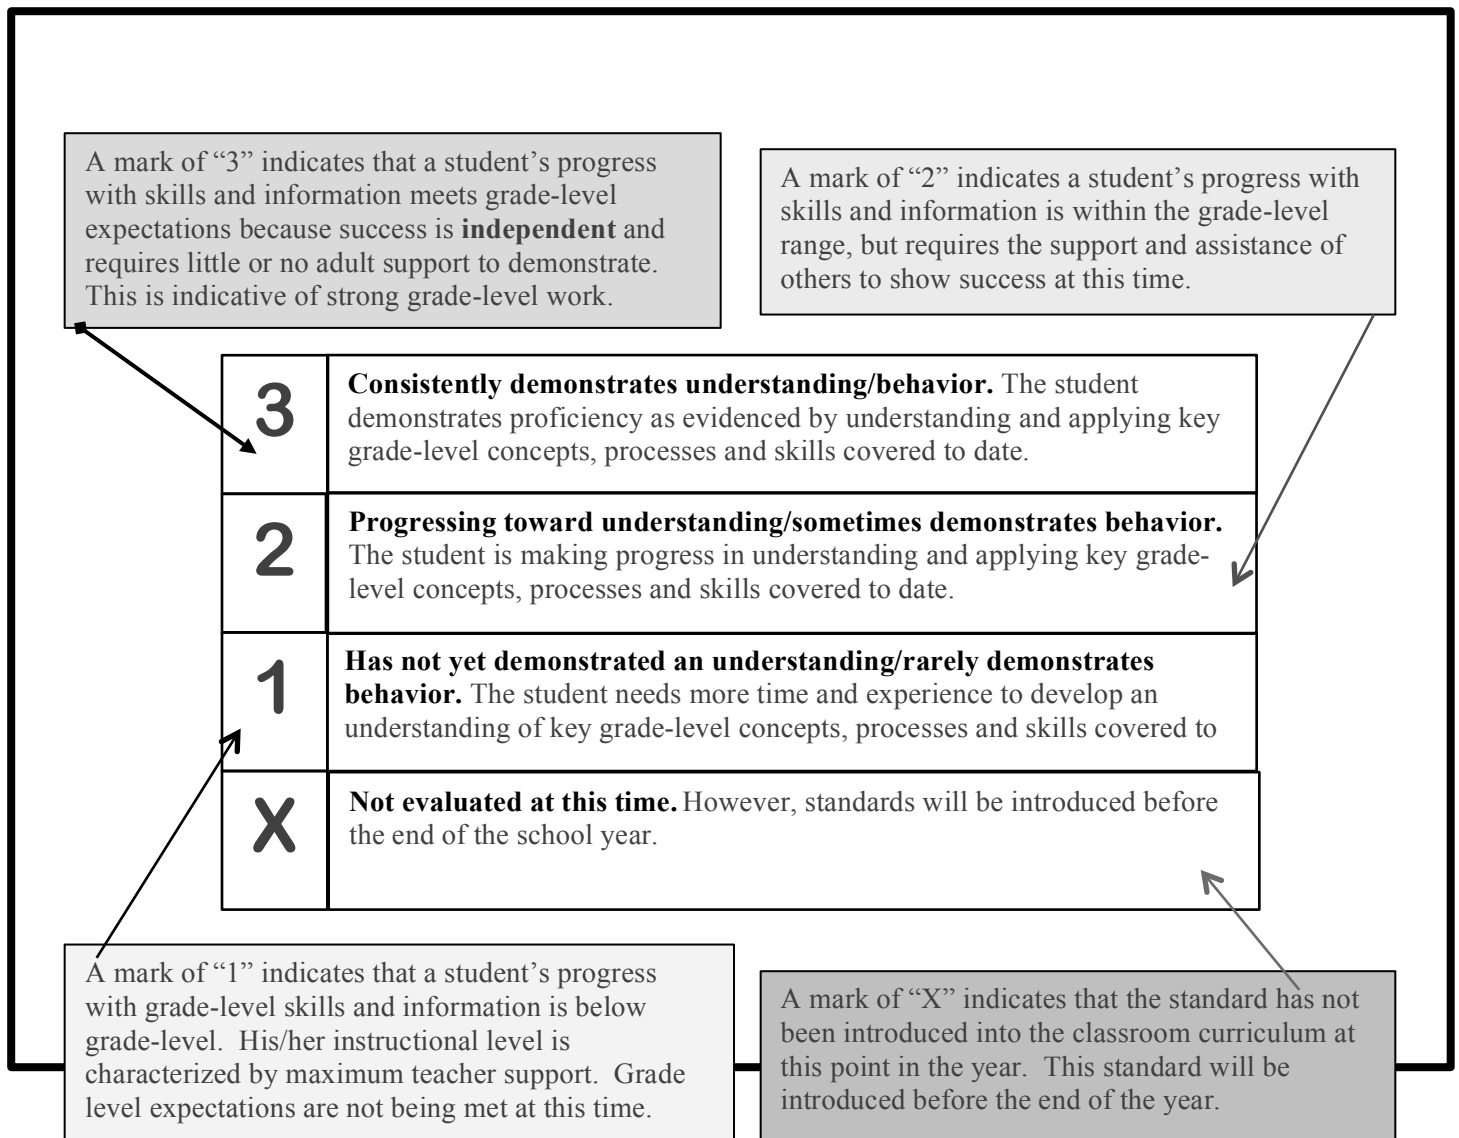 A mark of “3” indicates that a student’s progress
with skills and information meets grade-level
expectations because success is independent and
requires little or no adult support to demonstrate.
This is indicative of strong grade-level work.
A mark of “2” indicates a student’s progress with
skills and information is within the grade-level
range, but requires the support and assistance of
others to show success at this time.
3
Consistently demonstrates understanding/behavior. The student
demonstrates proficiency as evidenced by understanding and applying key
grade-level concepts, processes and skills covered to date.
2
Progressing toward understanding/sometimes demonstrates behavior.
The student is making progress in understanding and applying key grade-
level concepts, processes and skills covered to date.
1
Has not yet demonstrated an understanding/rarely demonstrates
behavior. The student needs more time and experience to develop an
understanding of key grade-level concepts, processes and skills covered to
X
Not evaluated at this time. However, standards will be introduced before
the end of the school year.
A mark of “1” indicates that a student’s progress
with grade-level skills and information is below
grade-level.  His/her instructional level is
characterized by maximum teacher support.  Grade
level expectations are not being met at this time.
A mark of “X” indicates that the standard has not
been introduced into the classroom curriculum at
this point in the year.  This standard will be
introduced before the end of the year.